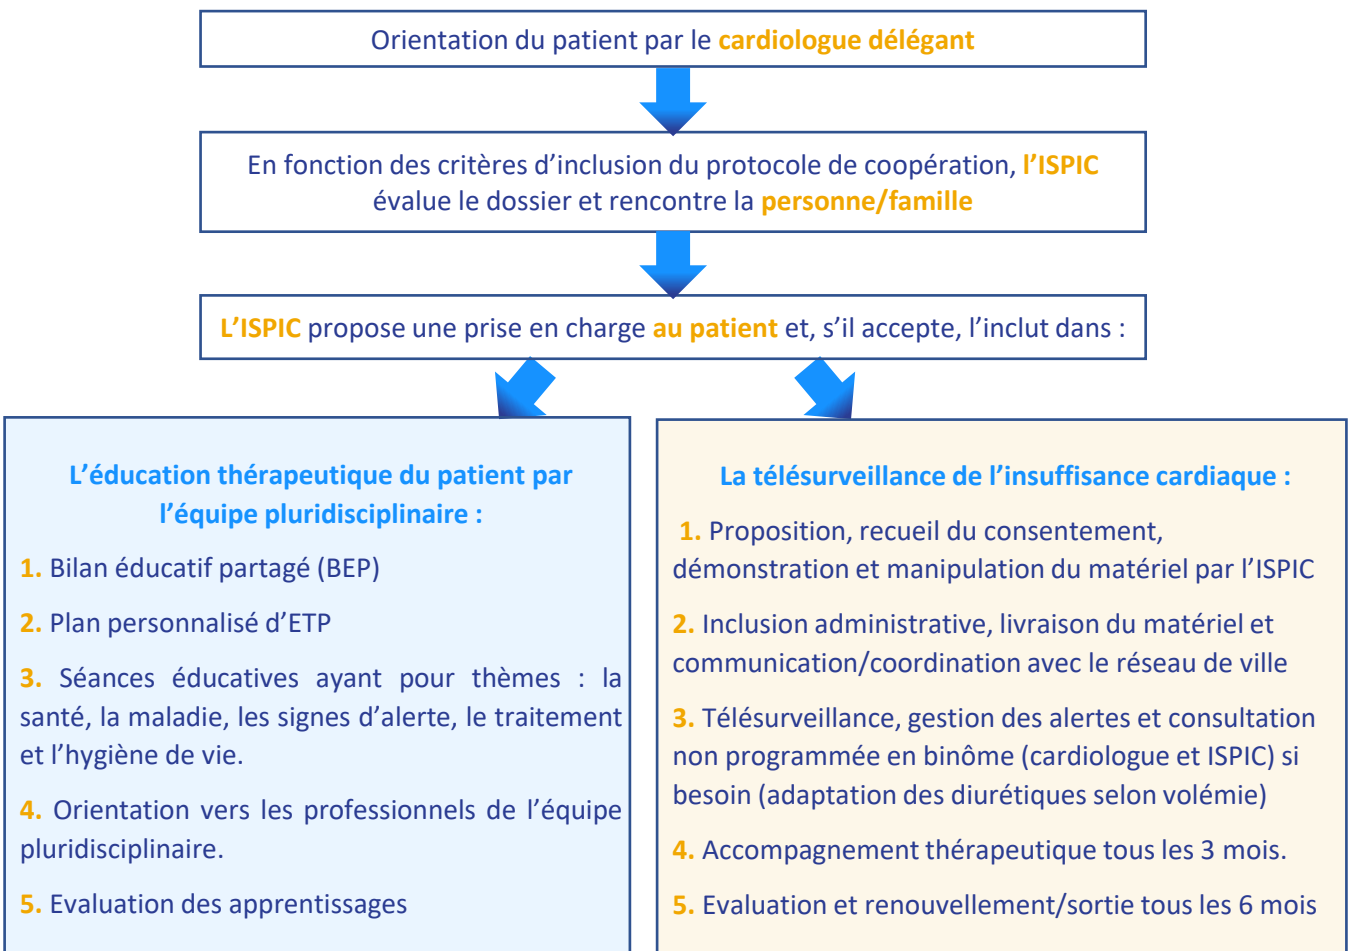 Orientation du patient par le cardiologue délégant
En fonction des critères d’inclusion du protocole de coopération, l’ISPIC
évalue le dossier et rencontre la personne/famille
L’ISPIC propose une prise en charge au patient et, s’il accepte, l’inclut dans :
L’éducation thérapeutique du patient par
l’équipe pluridisciplinaire :
1. Bilan éducatif partagé (BEP)
2. Plan personnalisé d’ETP
3. Séances éducatives ayant pour thèmes : la
santé, la maladie, les signes d’alerte, le traitement
et l’hygiène de vie.
4. Orientation vers les professionnels de l’équipe
pluridisciplinaire.
5. Evaluation des apprentissages
La télésurveillance de l’insuffisance cardiaque :
1. Proposition, recueil du consentement,
démonstration et manipulation du matériel par l’ISPIC
2. Inclusion administrative, livraison du matériel et
communication/coordination avec le réseau de ville
3. Télésurveillance, gestion des alertes et consultation
non programmée en binôme (cardiologue et ISPIC) si
besoin (adaptation des diurétiques selon volémie)
4. Accompagnement thérapeutique tous les 3 mois.
5. Evaluation et renouvellement/sortie tous les 6 mois